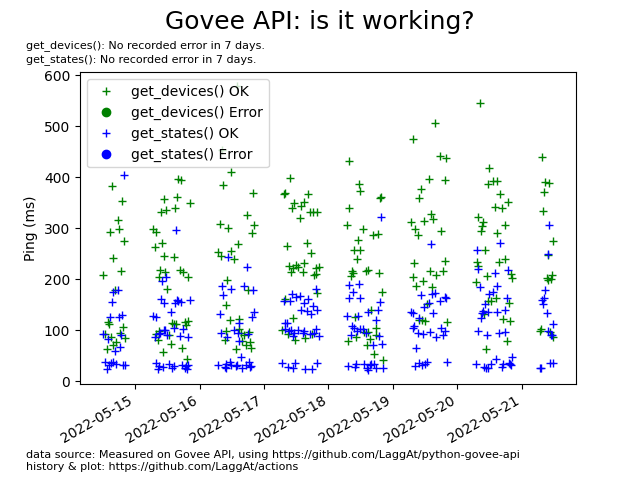 Govee API: is it working?
get_devices(): No recorded error in 7 days.
get_states(): No recorded error in 7 days.
600
get_devices() OK
get_devices() Error
get_states() OK
get_states() Error
500
400
300
200
100
0
Ping (ms)
2022-05-15
2022-05-16
2022-05-17
2022-05-18
2022-05-19
2022-05-20
2022-05-21
data source: Measured on Govee API, using https://github.com/LaggAt/python-govee-api
history & plot: https://github.com/LaggAt/actions